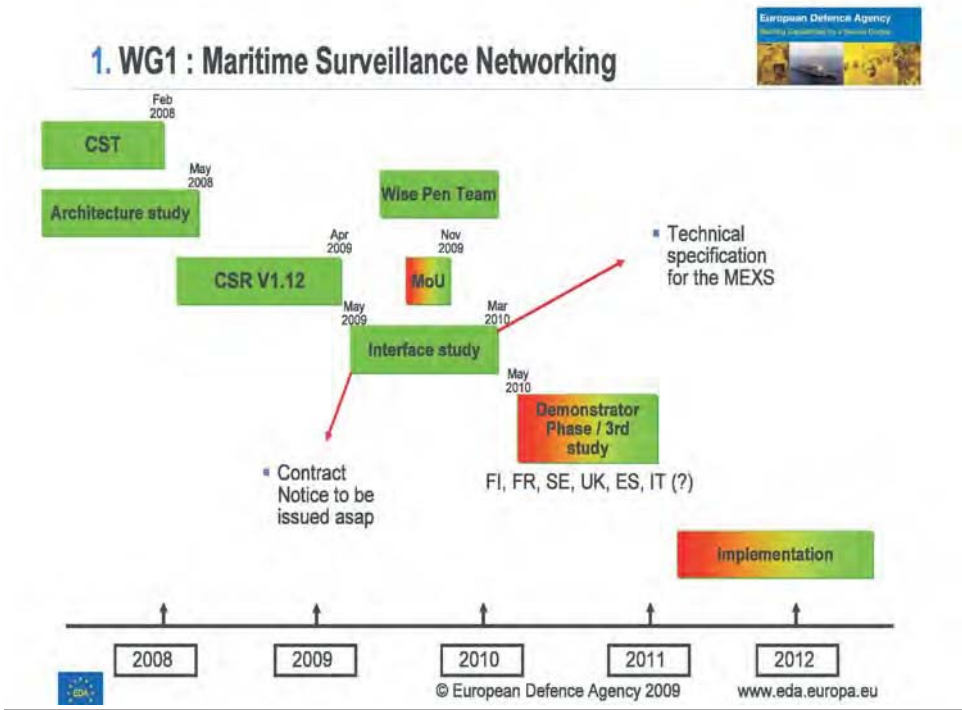 European Defence Agency
1. WG1 : Maritime Surveillance Networking
Feb
2008
CST
May
2008
Architecture study
Wise Pen Team
Apr
2009
CSR V1.12
Nov
2009
MoU
▪ Technical
specification
for the MEXS
May
2009
Mar
2010
Interface study
May
2010
Demonstrator
Phase / 3rd
study
FI, FR, SE, UK, ES, IT (?)
▪ Contract
Notice to be
issued asap
Implementation
2008
2009
2010
2011
2012
EDA
© European Defence Agency 2009
www.eda.europa.eu